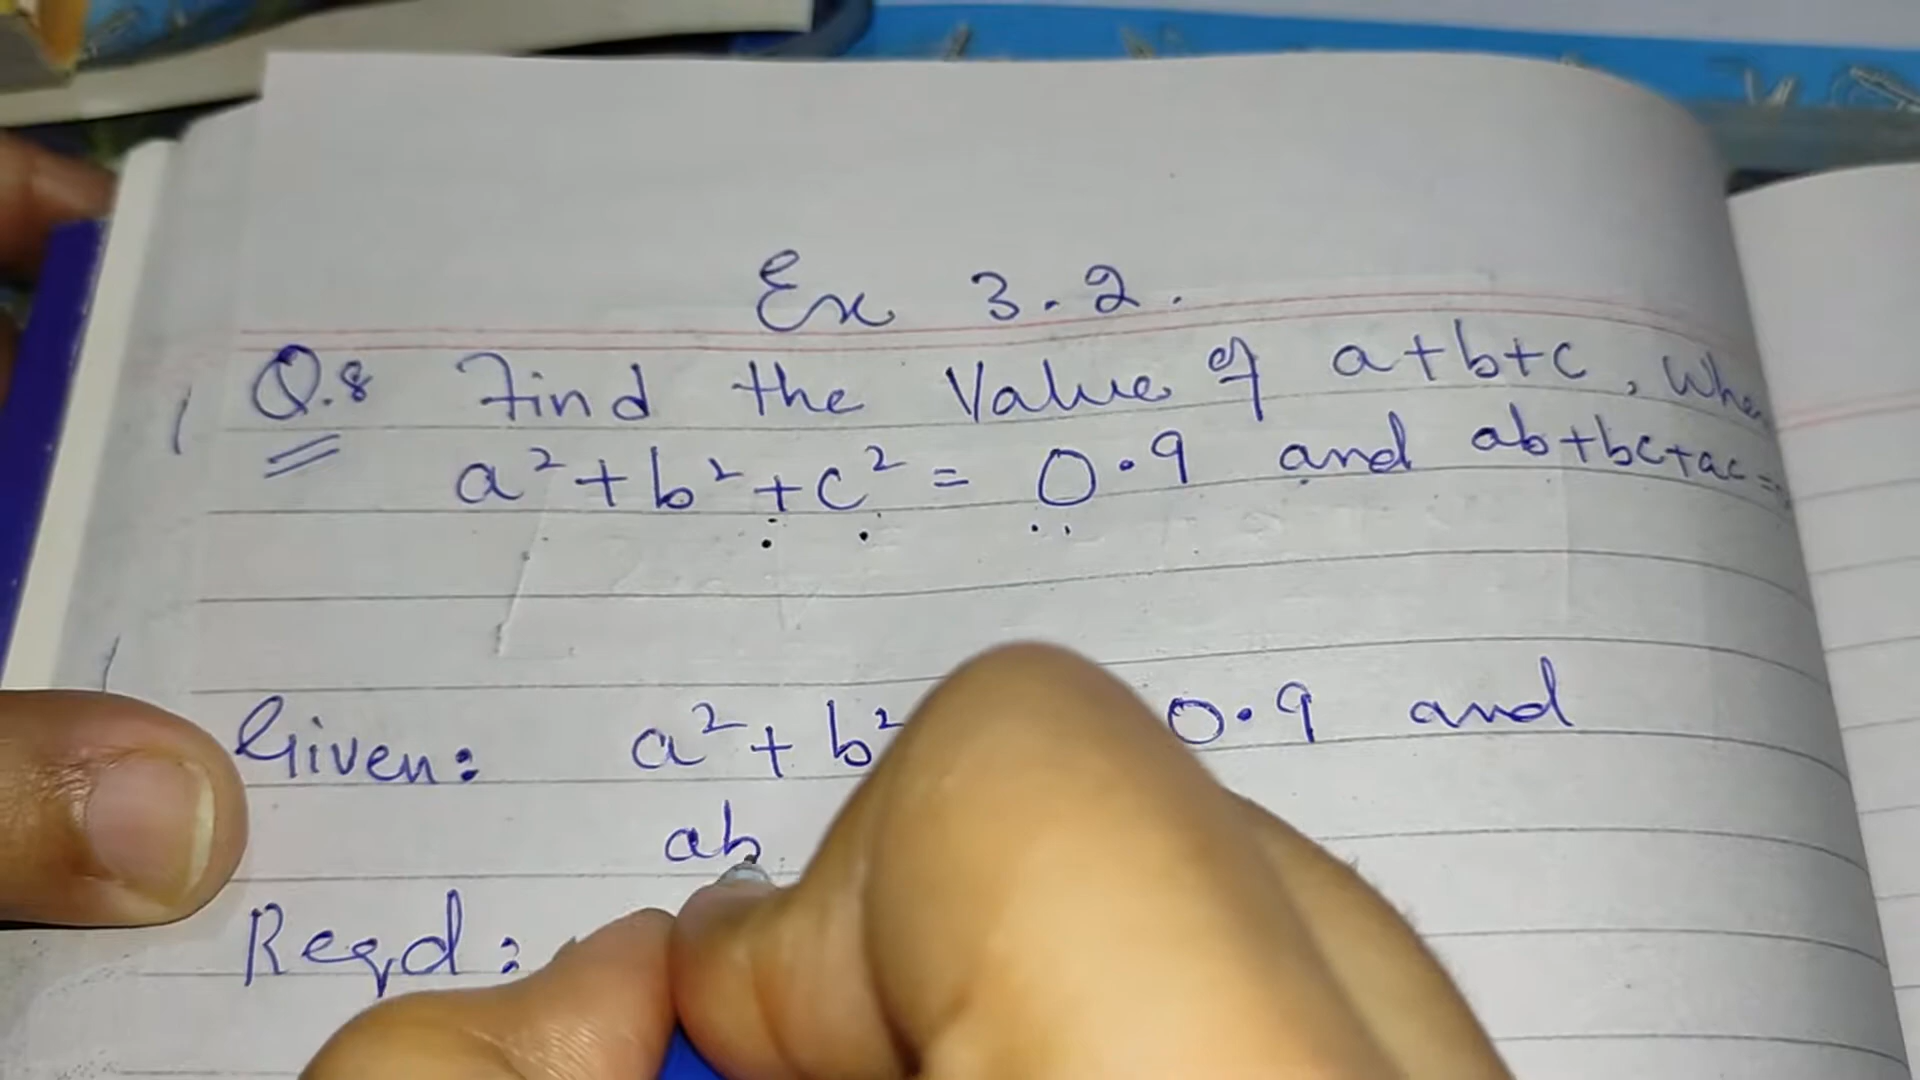 Ex 3.2.
Q.8 Find the Value of a+b+c, Whe
a²+b²+c² = 0.9 and ab+bc+ac =
Given: a²+b² 0.9 and
ab
Reqd: